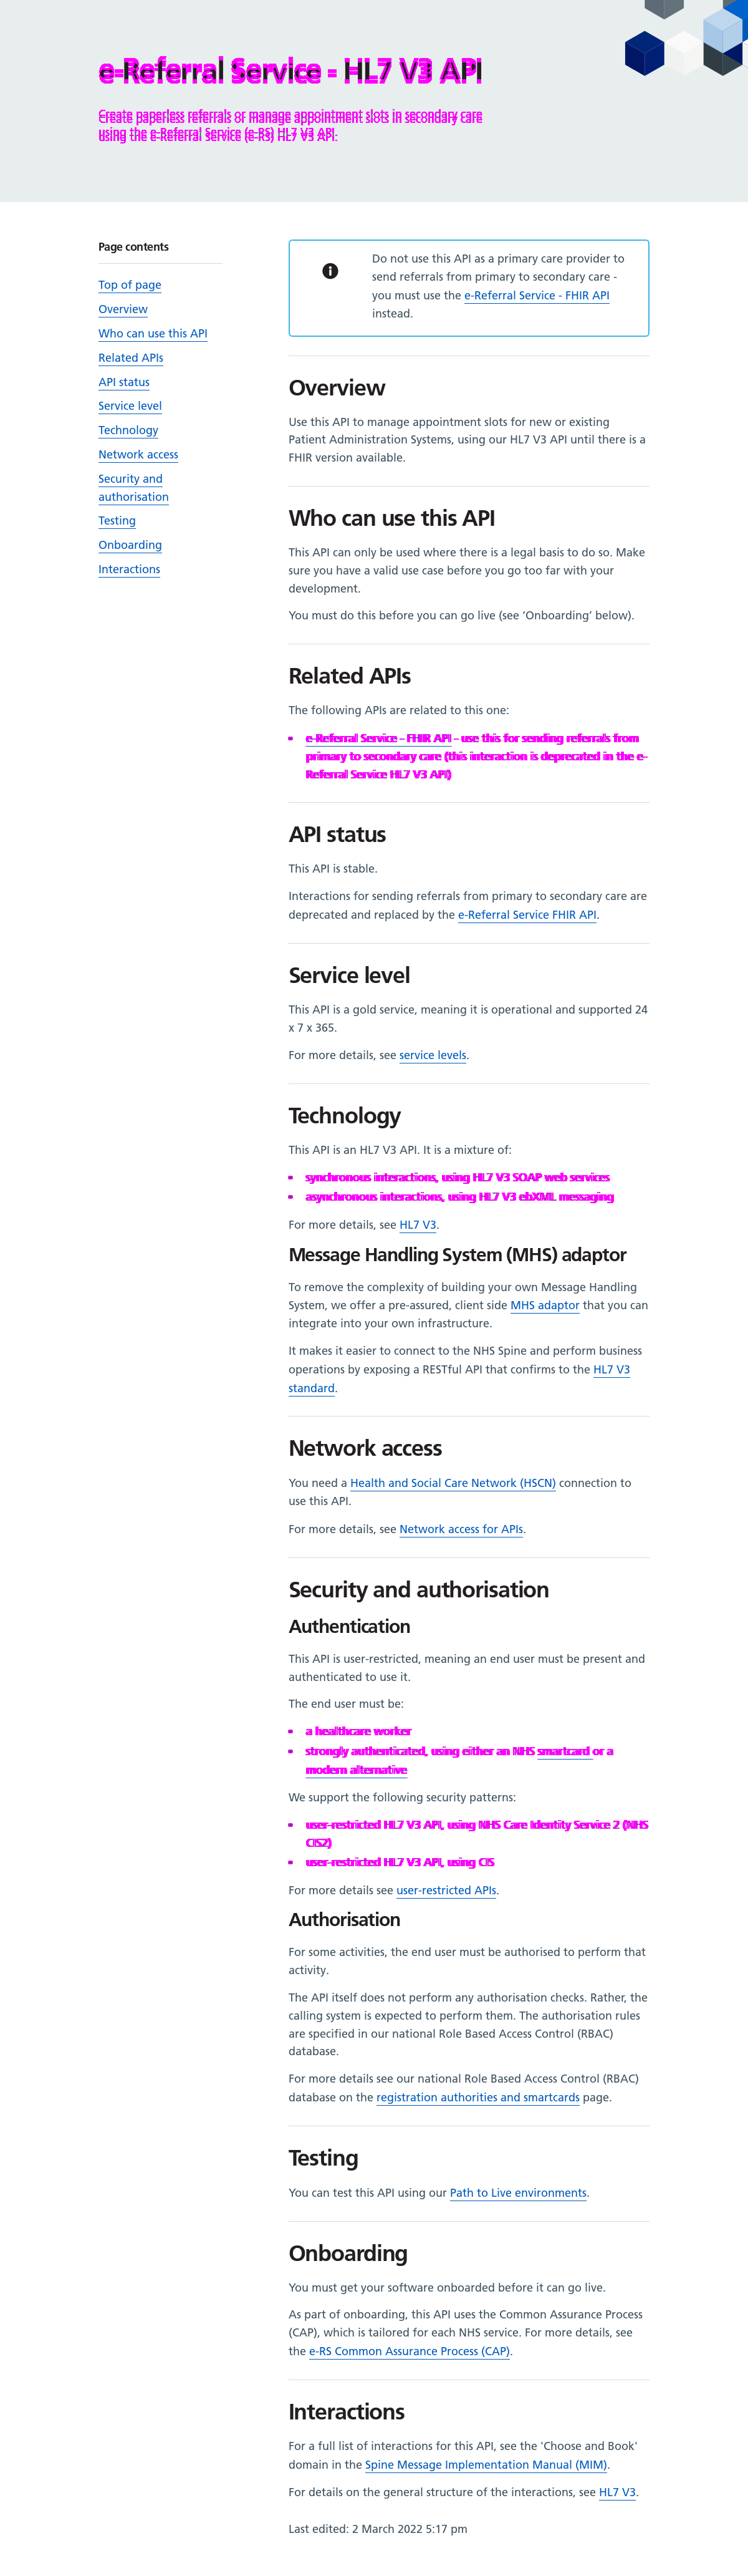 e-Referral Service - HL7 V3 API
Create paperless referrals or manage appointment slots in secondary care
using the e-Referral Service (e-RS) HL7 V3 API.
Page contents
Top of page
Overview
Who can use this API
Related APIs
API status
Service level
Technology
Network access
Security and
authorisation
Testing
Onboarding
Interactions
Do not use this API as a primary care provider to
send referrals from primary to secondary care -
you must use the e-Referral Service - FHIR API
instead.
Overview
Use this API to manage appointment slots for new or existing
Patient Administration Systems, using our HL7 V3 API until there is a
FHIR version available.
Who can use this API
This API can only be used where there is a legal basis to do so. Make
sure you have a valid use case before you go too far with your
development.
You must do this before you can go live (see ‘Onboarding’ below).
Related APIs
The following APIs are related to this one:
• e-Referral Service - FHIR API - use this for sending referrals from
primary to secondary care (this interaction is deprecated in the e-
Referral Service HL7 V3 API)
API status
This API is stable.
Interactions for sending referrals from primary to secondary care are
deprecated and replaced by the e-Referral Service FHIR API.
Service level
This API is a gold service, meaning it is operational and supported 24
x 7 x 365.
For more details, see service levels.
Technology
This API is an HL7 V3 API. It is a mixture of:
• synchronous interactions, using HL7 V3 SOAP web services
• asynchronous interactions, using HL7 V3 ebXML messaging
For more details, see HL7 V3.
Message Handling System (MHS) adaptor
To remove the complexity of building your own Message Handling
System, we offer a pre-assured, client side MHS adaptor that you can
integrate into your own infrastructure.
It makes it easier to connect to the NHS Spine and perform business
operations by exposing a RESTful API that confirms to the HL7 V3
standard.
Network access
You need a Health and Social Care Network (HSCN) connection to
use this API.
For more details, see Network access for APIs.
Security and authorisation
Authentication
This API is user-restricted, meaning an end user must be present and
authenticated to use it.
The end user must be:
• a healthcare worker
• strongly authenticated, using either an NHS smartcard or a
modern alternative
We support the following security patterns:
• user-restricted HL7 V3 API, using NHS Care Identity Service 2 (NHS
CIS2)
• user-restricted HL7 V3 API, using CIS
For more details see user-restricted APIs.
Authorisation
For some activities, the end user must be authorised to perform that
activity.
The API itself does not perform any authorisation checks. Rather, the
calling system is expected to perform them. The authorisation rules
are specified in our national Role Based Access Control (RBAC)
database.
For more details see our national Role Based Access Control (RBAC)
database on the registration authorities and smartcards page.
Testing
You can test this API using our Path to Live environments.
Onboarding
You must get your software onboarded before it can go live.
As part of onboarding, this API uses the Common Assurance Process
(CAP), which is tailored for each NHS service. For more details, see
the e-RS Common Assurance Process (CAP).
Interactions
For a full list of interactions for this API, see the 'Choose and Book'
domain in the Spine Message Implementation Manual (MIM).
For details on the general structure of the interactions, see HL7 V3.
Last edited: 2 March 2022 5:17 pm